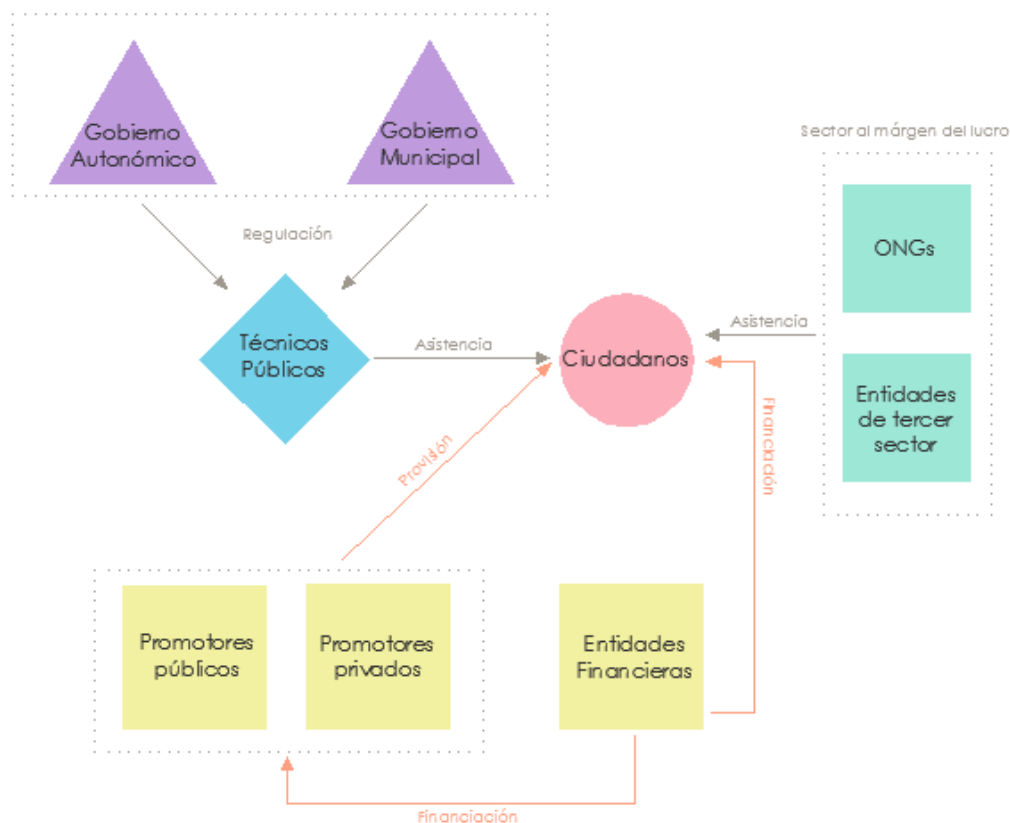 Gobierno
Autonómico
Gobierno
Municipal
Sector al márgen del lucro
Regulación
ONGs
Técnicos
Públicos
Asistencia
Ciudadanos
Asistencia
Entidades
de tercer
sector
Provisión
Financiación
Promotores
públicos
Promotores
privados
Entidades
Financieras
Financiación